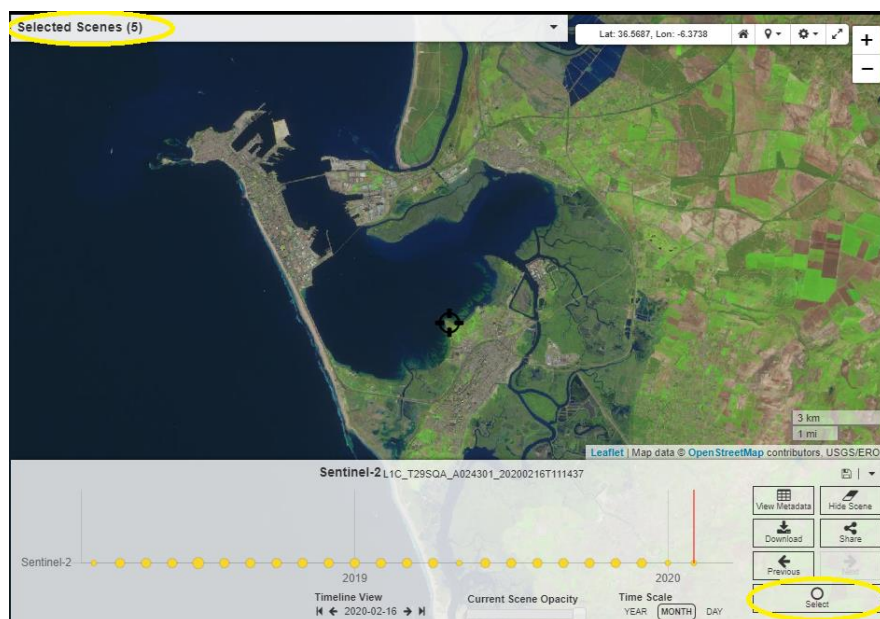 Selected Scenes (5)
Lat: 36.5687, Lon: -6.3738
+
−
3 km
1 mi
Leaflet | Map data © OpenStreetMap contributors, USGS/ERO
Sentinel-2 L1C_T29SQA_A024301_20200216T111437
View Metadata
Hide Scene
Download
Share
Previous
Next
Select
Sentinel-2
2019
2020
Timeline View
2020-02-16
Current Scene Opacity
Time Scale
YEAR MONTH DAY